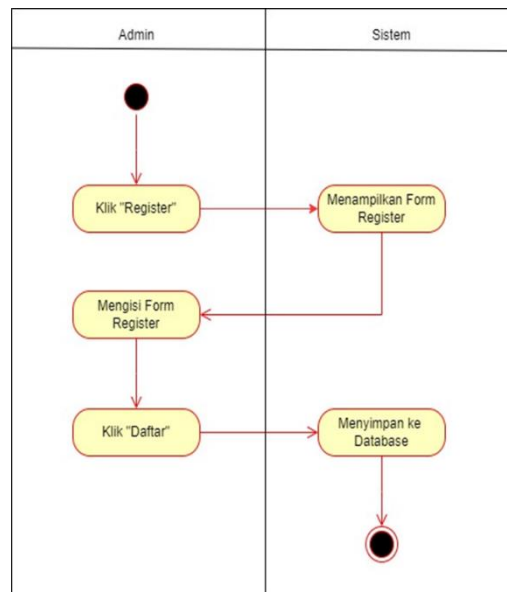 Admin
Sistem
Klik "Register"
Menampilkan Form
Register
Mengisi Form
Register
Klik "Daftar"
Menyimpan ke
Database